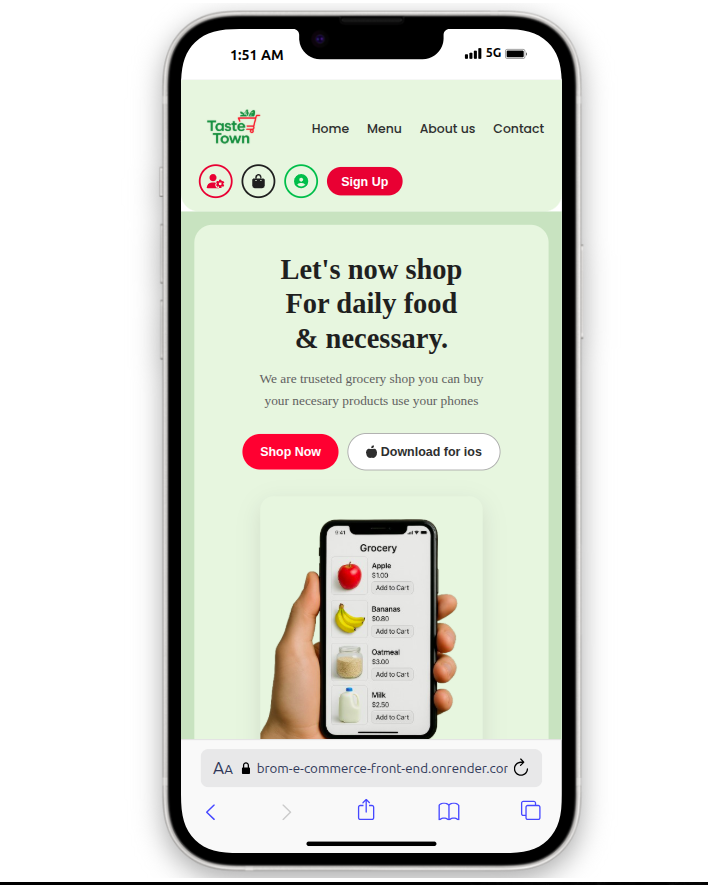 1:51 AM
5G
Taste
Town
Home Menu About us Contact
Sign Up
Let's now shop
For daily food
& necessary.
We are truseted grocery shop you can buy
your necesary products use your phones
Shop Now
Download for ios
9:41
Grocery
Apple
$1.00
Add to Cart
Bananas
$0.80
Add to Cart
Oatmeal
$3.00
Add to Cart
Milk
$2.50
Add to Cart
AA brom-e-commerce-front-end.onrender.cor